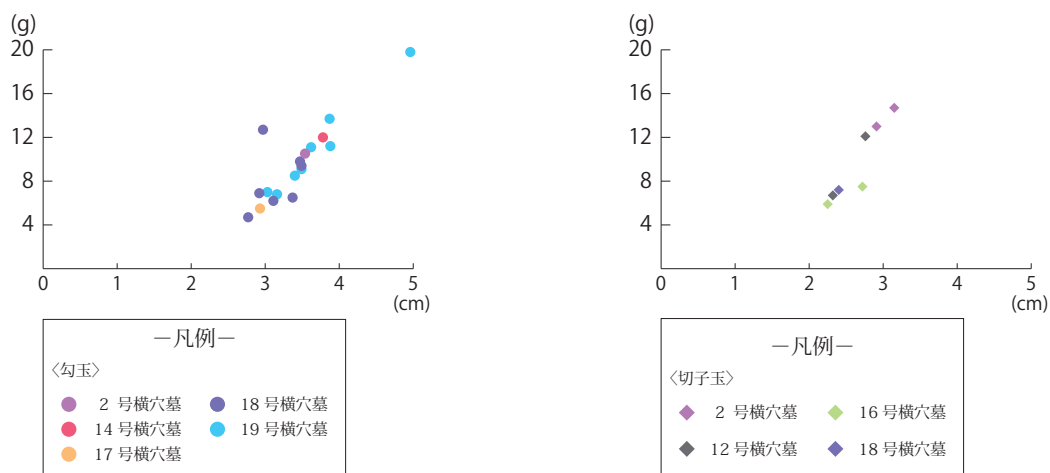 (g)
20
16
12
8
4
0 1 2 3 4 5
(cm)
－凡例－
〈勾玉〉
2 号横穴墓
18 号横穴墓
14 号横穴墓
19 号横穴墓
17 号横穴墓
(g)
20
16
12
8
4
0 1 2 3 4 5
(cm)
－凡例－
〈切子玉〉
2 号横穴墓
16 号横穴墓
12 号横穴墓
18 号横穴墓